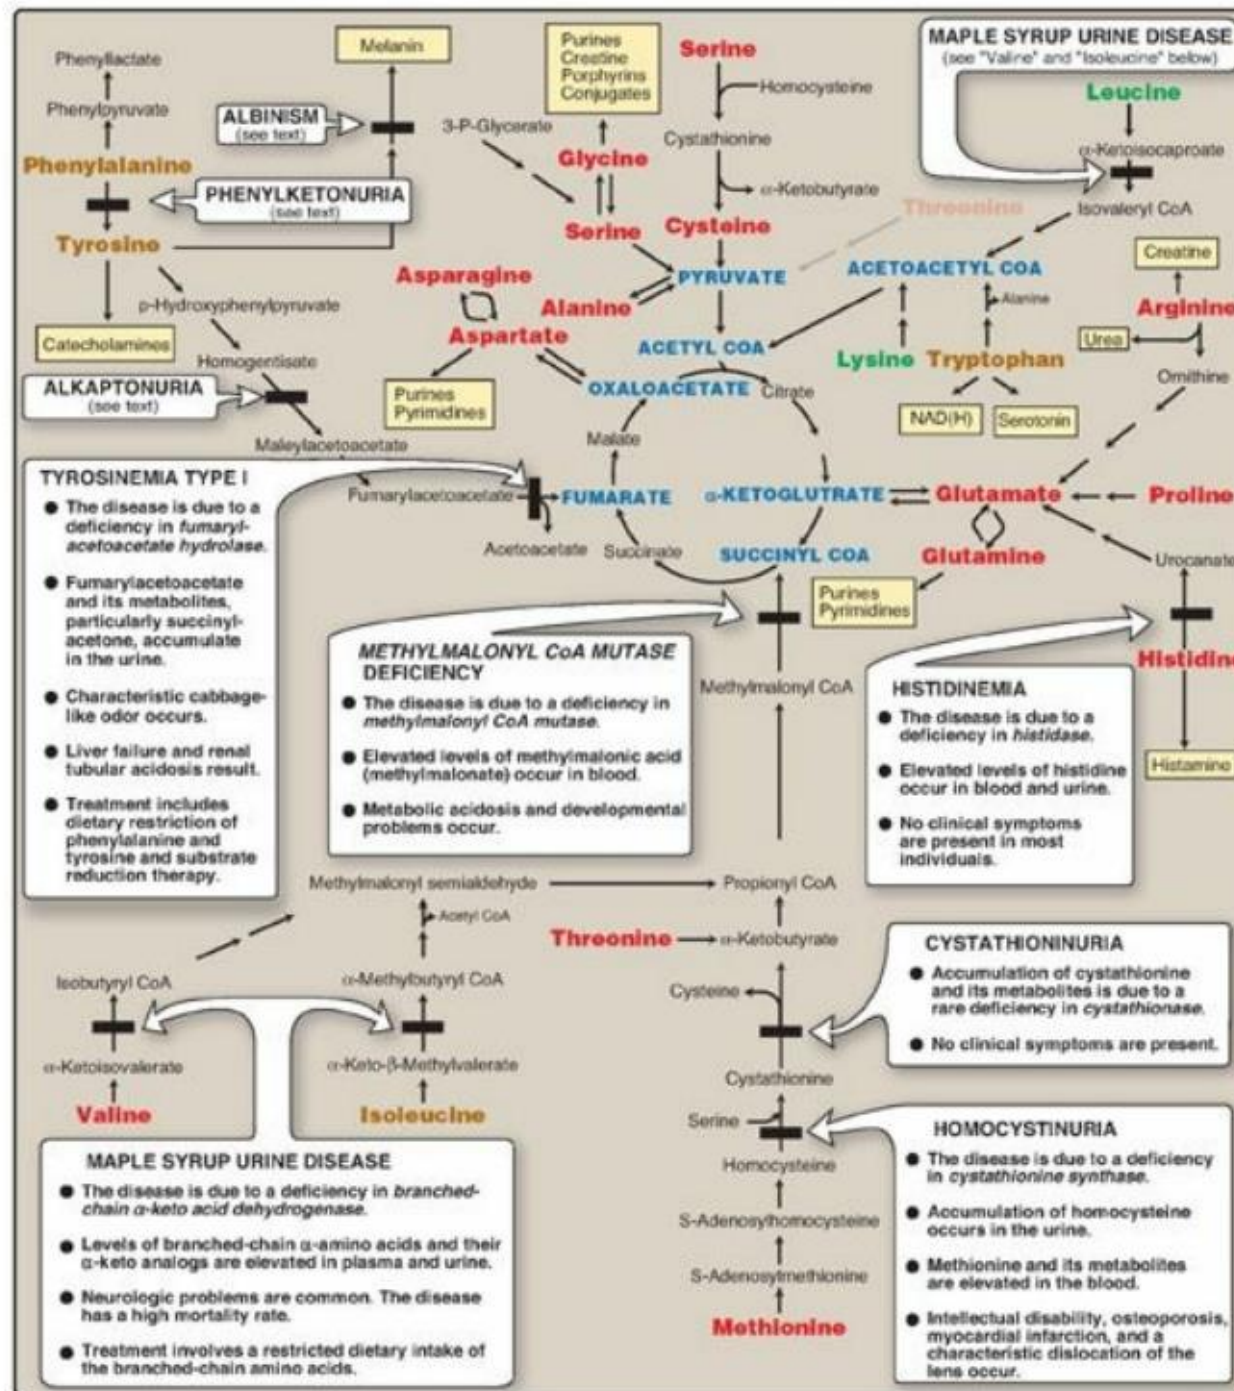 Phenyllactate
Phenylpyruvate
Phenylalanine
Tyrosine
Melanin
ALBINISM
(see text)
PHENYLKETONURIA
(see text)
p-Hydroxyphenylpyruvate
Catecholamines
Homogentisate
ALKAPTONURIA
(see text)
Maleylacetoacetate
Fumarylacetoacetate
Acetoacetate
3-P-Glycerate
Purines
Creatine
Porphyrins
Conjugates
Glycine
Serine
Serine
Homocysteine
Cystathionine
α-Ketobutyrate
Cysteine
Threonine
PYRUVATE
Alanine
Asparagine
Aspartate
Purines
Pyrimidines
ACETYL COA
OXALOACETATE
Citrate
Malate
FUMARATE
Succinate
SUCCINYL COA
α-KETOGLUTRATE
MAPLE SYRUP URINE DISEASE
(see "Valine" and "Isoleucine" below)
Leucine
α-Ketoisocaproate
Isovaleryl CoA
ACETOACETYL COA
Alanine
Lysine
Tryptophan
NAD(H)
Serotonin
Creatine
Arginine
Urea
Ornithine
Glutamate
Proline
Glutamine
Purines
Pyrimidines
Urocanate
Histidine
Histamine
TYROSINEMIA TYPE I
● The disease is due to a
deficiency in fumaryl-
acetoacetate hydrolase.
● Fumarylacetoacetate
and its metabolites,
particularly succinyl-
acetone, accumulate
in the urine.
● Characteristic cabbage-
like odor occurs.
● Liver failure and renal
tubular acidosis result.
● Treatment includes
dietary restriction of
phenylalanine and
tyrosine and substrate
reduction therapy.
METHYLMALONYL CoA MUTASE
DEFICIENCY
● The disease is due to a deficiency in
methylmalonyl CoA mutase.
● Elevated levels of methylmalonic acid
(methylmalonate) occur in blood.
● Metabolic acidosis and developmental
problems occur.
Methylmalonyl CoA
HISTIDINEMIA
● The disease is due to a
deficiency in histidase.
● Elevated levels of histidine
occur in blood and urine.
● No clinical symptoms
are present in most
individuals.
Methylmalonyl semialdehyde
Propionyl CoA
Acetyl CoA
Threonine
α-Ketobutyrate
Isobutyryl CoA
α-Methylbutyryl CoA
Cysteine
α-Ketoisovalerate
α-Keto-β-Methylvalerate
Cystathionine
Valine
Isoleucine
Serine
Homocysteine
S-Adenosylhomocysteine
S-Adenosylmethionine
Methionine
CYSTATHIONINURIA
● Accumulation of cystathionine
and its metabolites is due to a
rare deficiency in cystathionase.
● No clinical symptoms are present.
MAPLE SYRUP URINE DISEASE
● The disease is due to a deficiency in branched-
chain α-keto acid dehydrogenase.
● Levels of branched-chain α-amino acids and their
α-keto analogs are elevated in plasma and urine.
● Neurologic problems are common. The disease
has a high mortality rate.
● Treatment involves a restricted dietary intake of
the branched-chain amino acids.
HOMOCYSTINURIA
● The disease is due to a deficiency
in cystathionine synthase.
● Accumulation of homocysteine
occurs in the urine.
● Methionine and its metabolites
are elevated in the blood.
● Intellectual disability, osteoporosis,
myocardial infarction, and a
characteristic dislocation of the
lens occur.